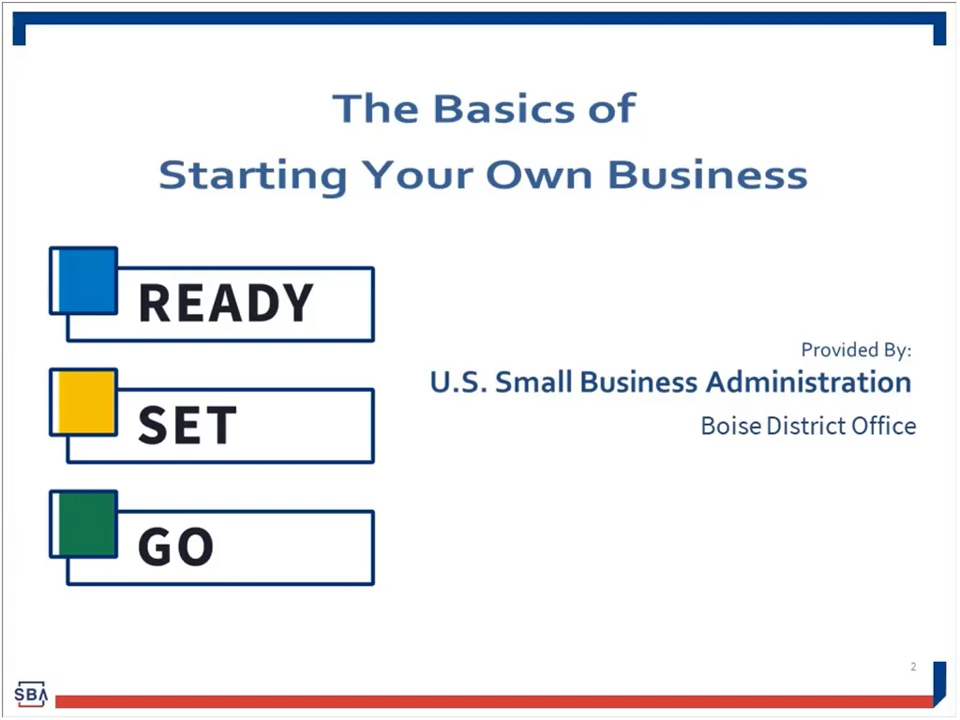 The Basics of
Starting Your Own Business
READY
SET
GO
Provided By:
U.S. Small Business Administration
Boise District Office
2
SBA